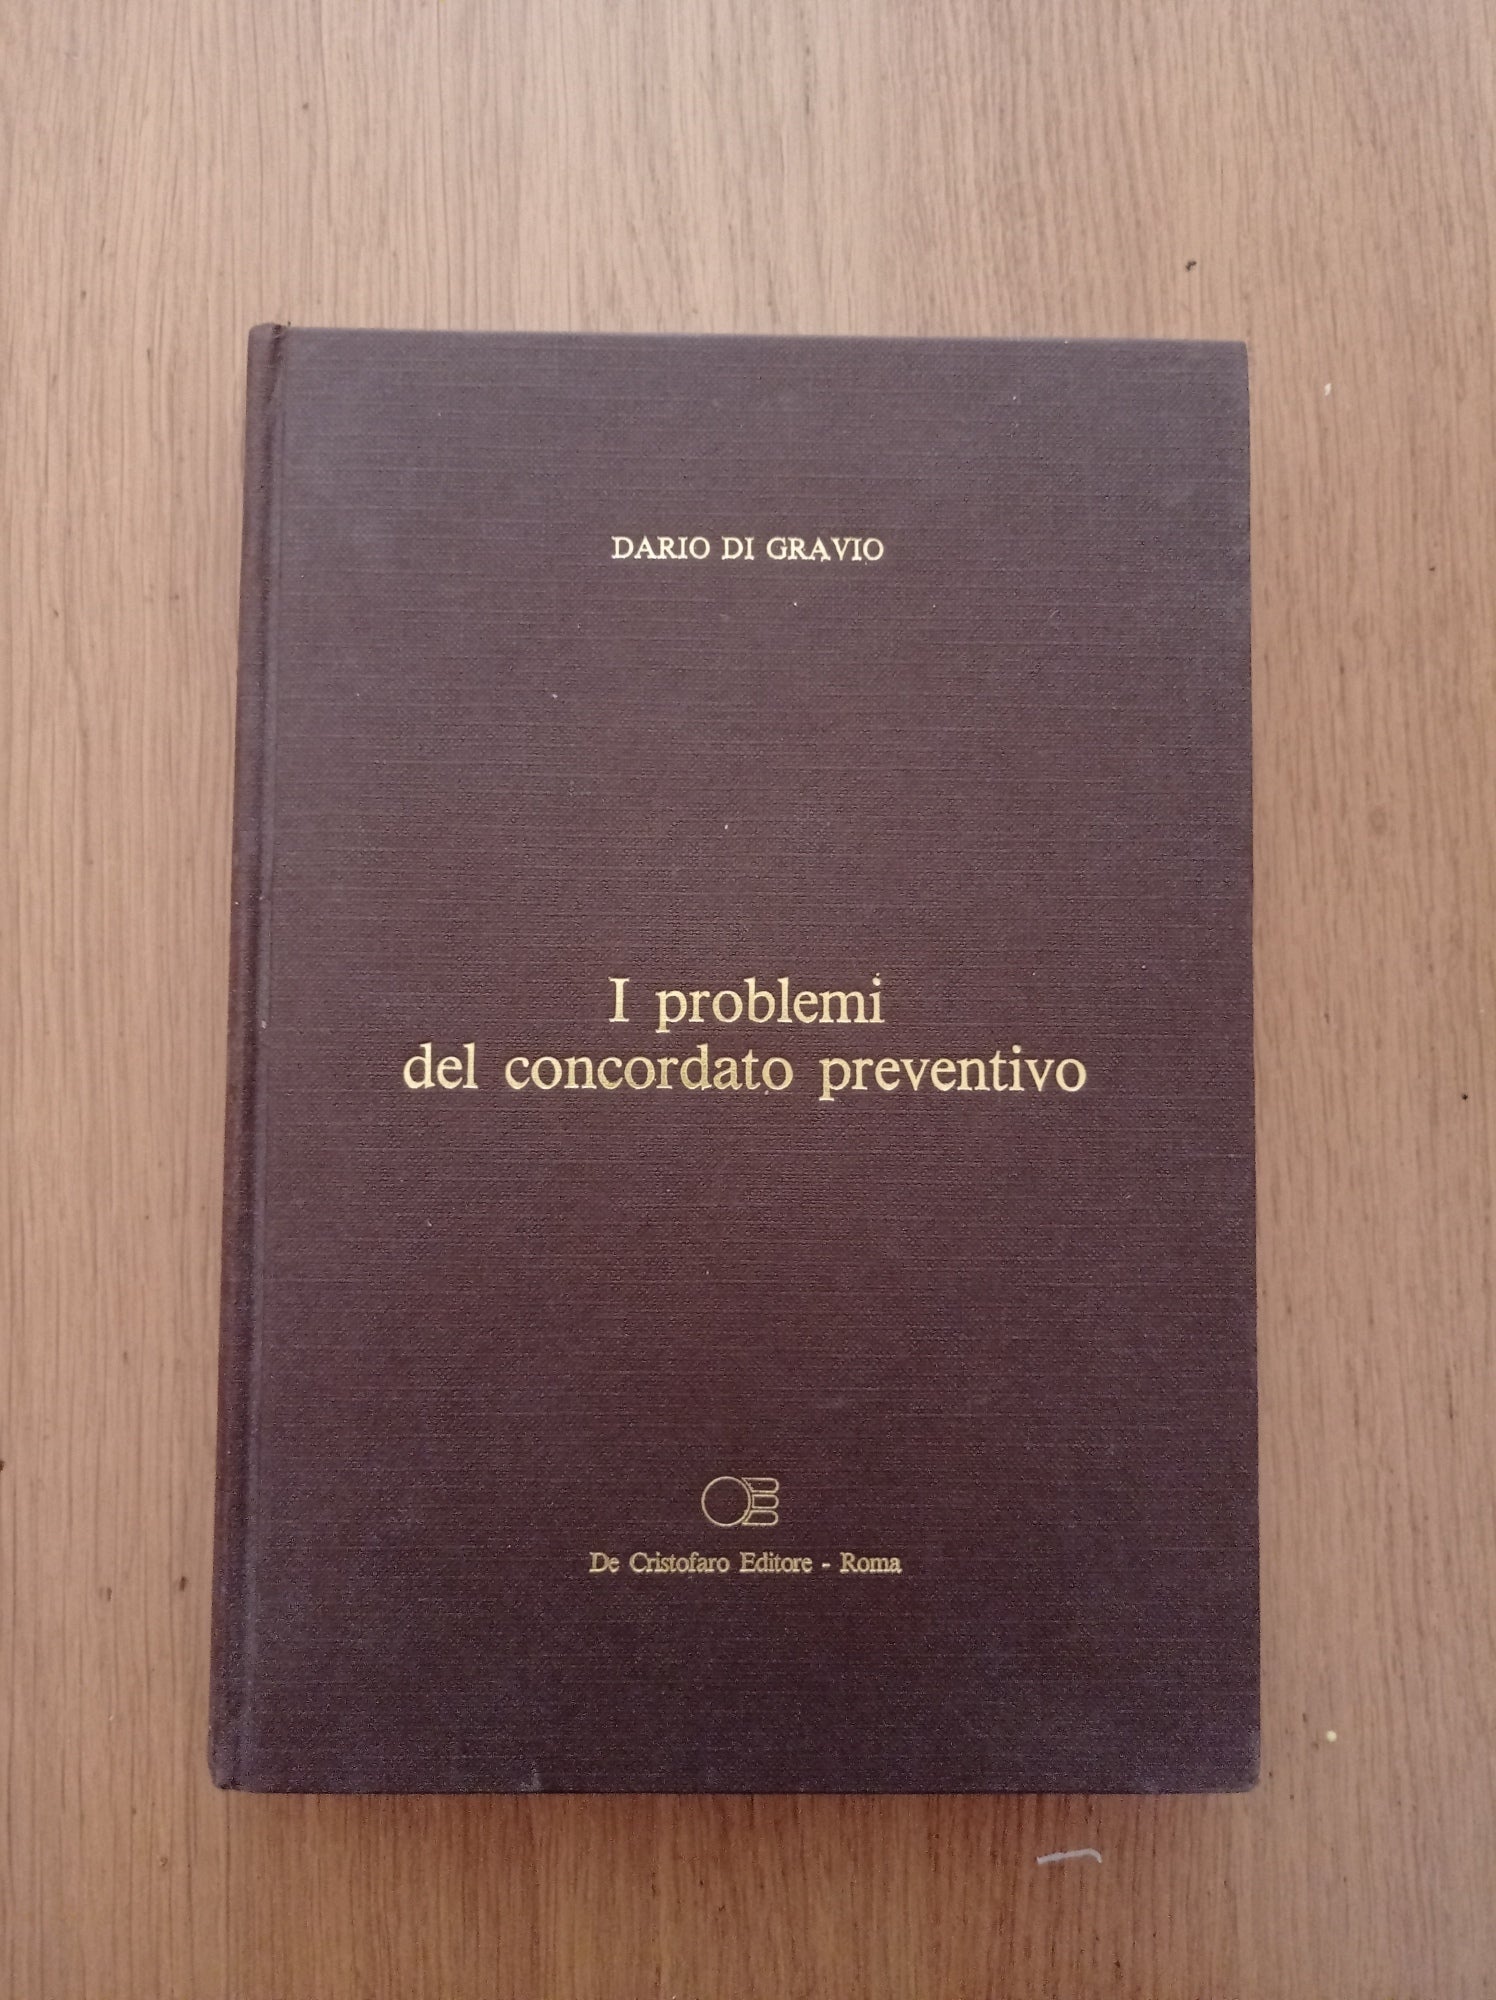 DARIO DI GRAVIO
I problemi
del concordato preventivo
De Cristofaro Editore - Roma